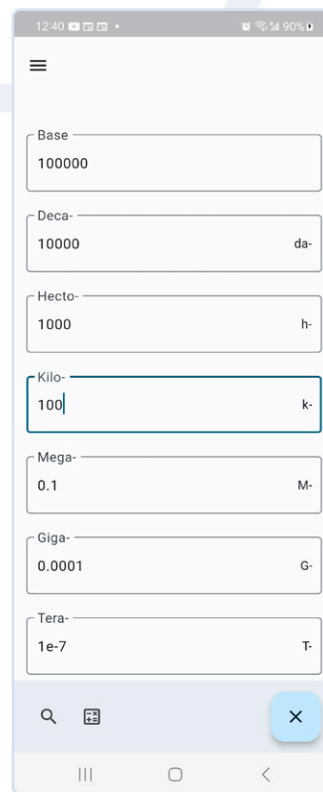 12:40 90%
Base
100000
Deca-
10000 da-
Hecto-
1000 h-
Kilo-
100 k-
Mega-
0.1 M-
Giga-
0.0001 G-
Tera-
1e-7 T-